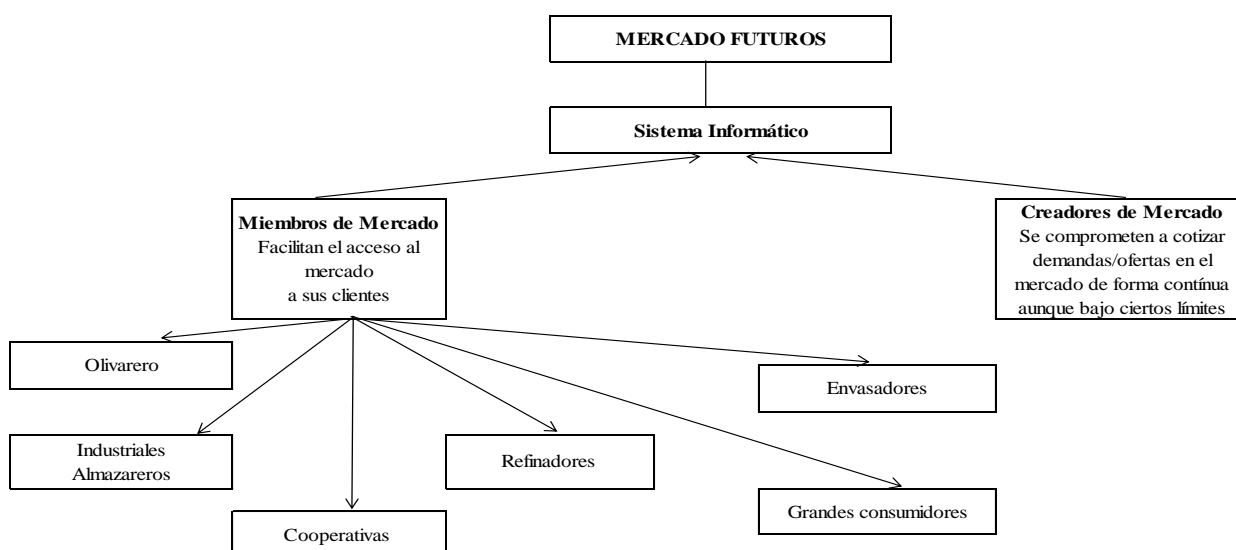 MERCADO FUTUROS
Sistema Informático
Miembros de Mercado
Facilitan el acceso al
mercado
a sus clientes
Creadores de Mercado
Se comprometen a cotizar
demandas/ofertas en el
mercado de forma contínua
aunque bajo ciertos límites
Olivarero
Envasadores
Industriales
Almazareros
Refinadores
Cooperativas
Grandes consumidores